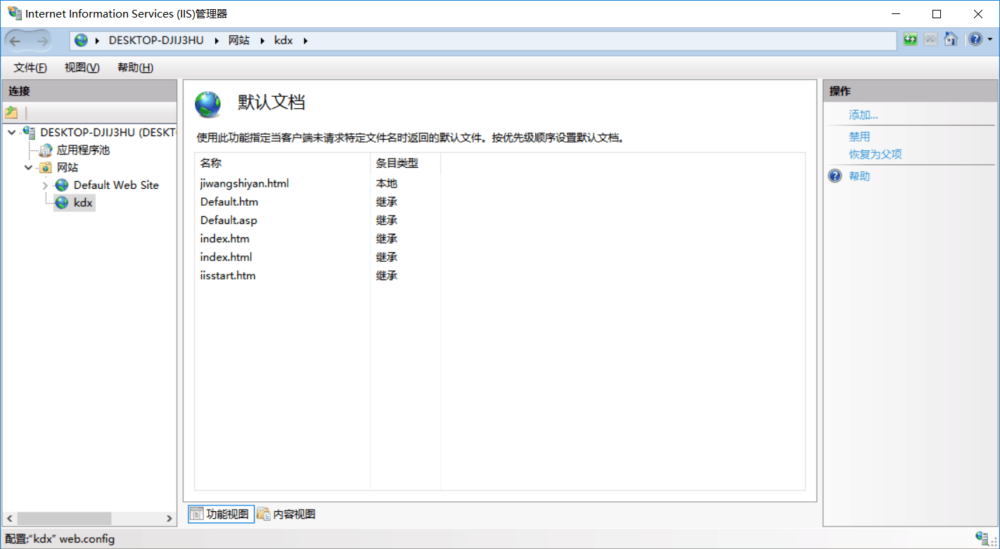 Internet Information Services (IIS)管理器
DESKTOP-DJIJ3HU 网站 kdx
文件(F) 视图(V) 帮助(H)
连接
DESKTOP-DJIJ3HU (DESKT
应用程序池
网站
Default Web Site
kdx
默认文档
使用此功能指定当客户端未请求特定文件名时返回的默认文件。按优先级顺序设置默认文档。
名称 条目类型
jiwangshiyan.html 本地
Default.htm 继承
Default.asp 继承
index.htm 继承
index.html 继承
iisstart.htm 继承
功能视图 内容视图
操作
添加...
禁用
恢复为父项
帮助
配置:“kdx” web.config